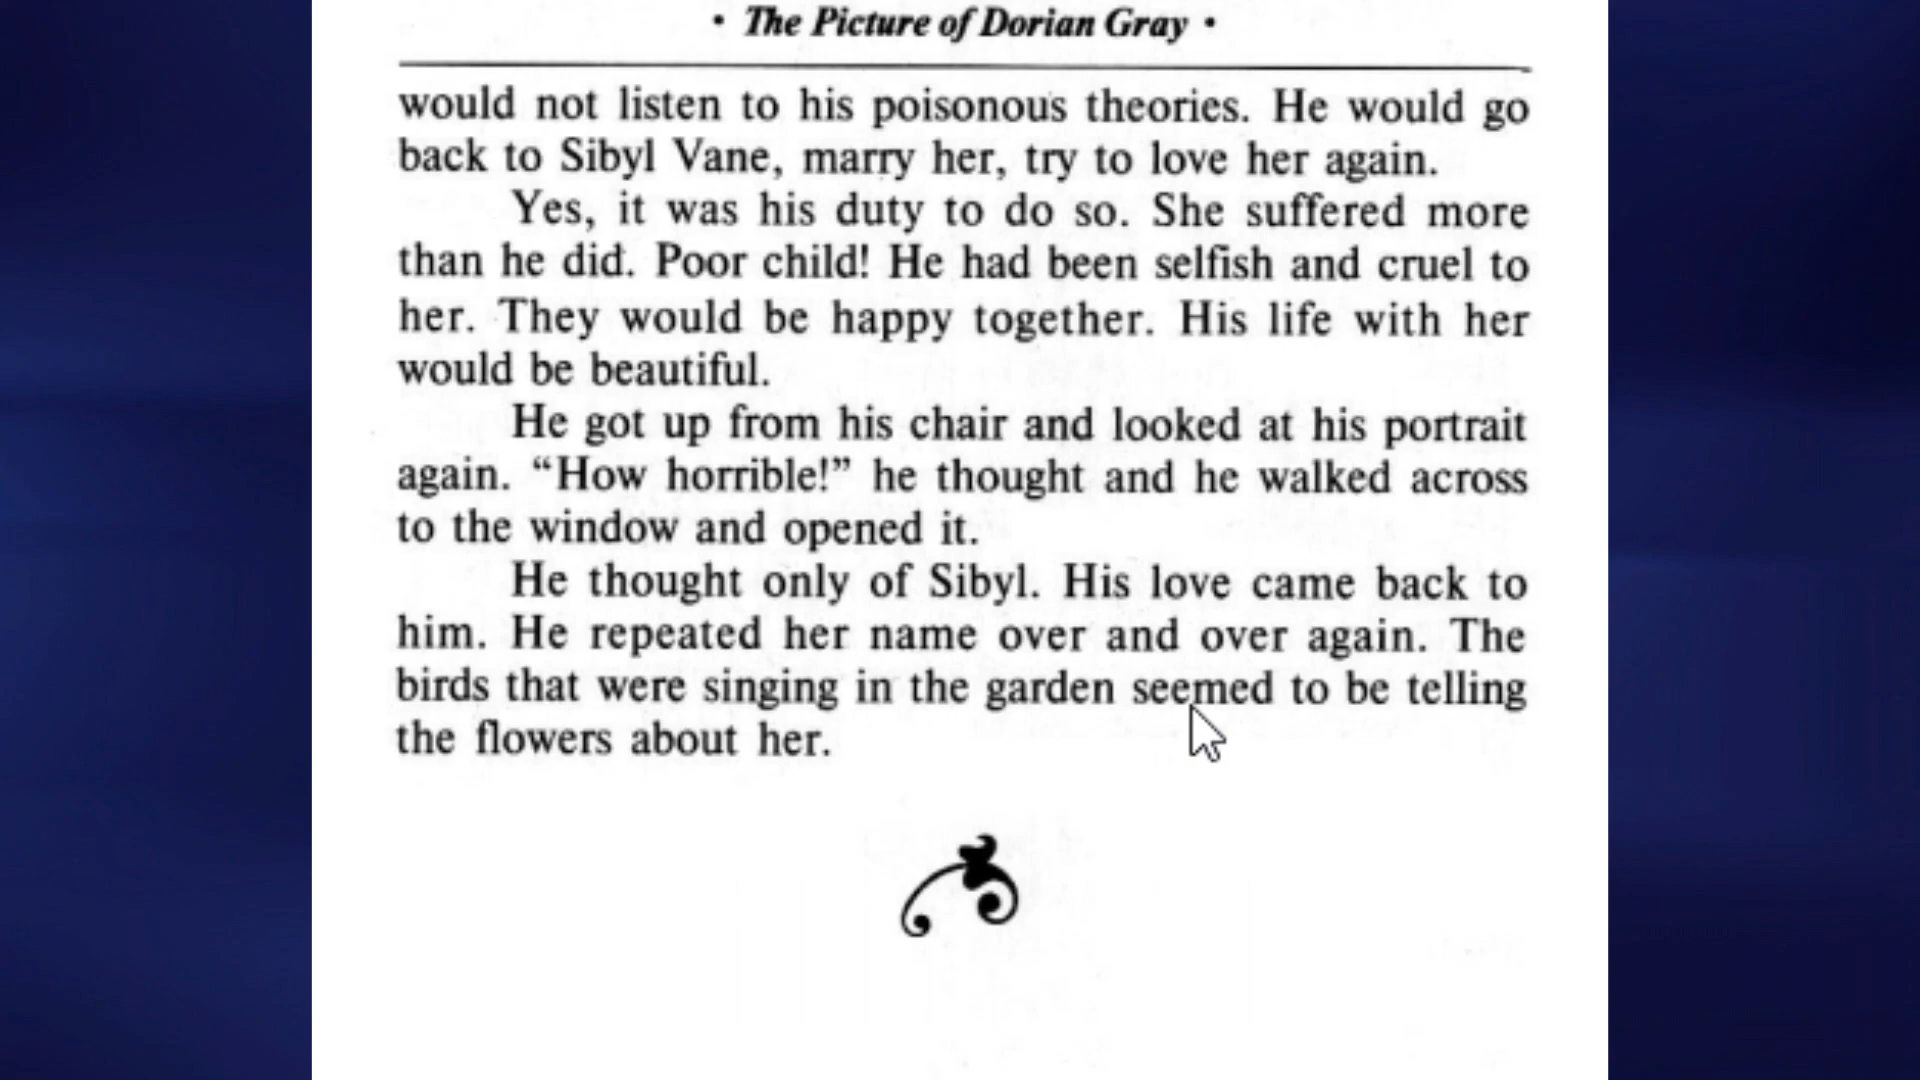 • The Picture of Dorian Gray •
would not listen to his poisonous theories. He would go
back to Sibyl Vane, marry her, try to love her again.
Yes, it was his duty to do so. She suffered more
than he did. Poor child! He had been selfish and cruel to
her. They would be happy together. His life with her
would be beautiful.
He got up from his chair and looked at his portrait
again. “How horrible!” he thought and he walked across
to the window and opened it.
He thought only of Sibyl. His love came back to
him. He repeated her name over and over again. The
birds that were singing in the garden seemed to be telling
the flowers about her.